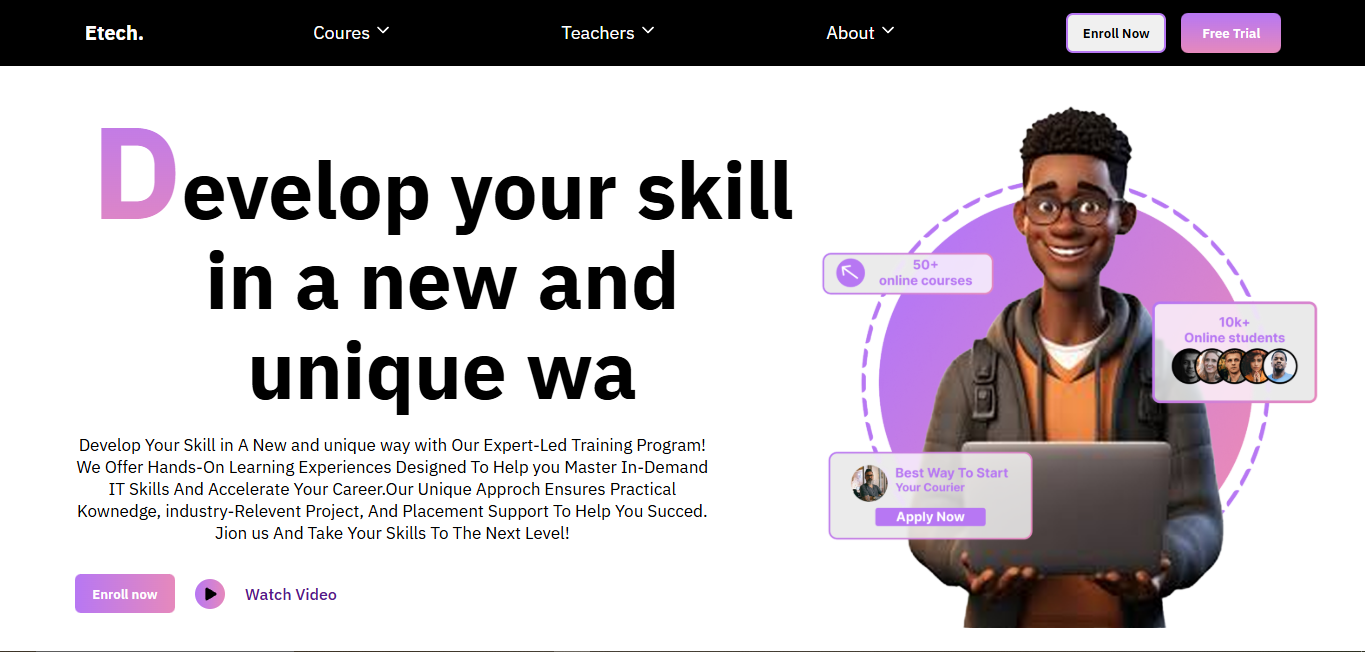 Etech.
Coures
Teachers
About
Enroll Now
Free Trial
Develop your skill
in a new and
unique wa
Develop Your Skill in A New and unique way with Our Expert-Led Training Program!
We Offer Hands-On Learning Experiences Designed To Help you Master In-Demand
IT Skills And Accelerate Your Career.Our Unique Approch Ensures Practical
Kownedge, industry-Relevent Project, And Placement Support To Help You Succed.
Jion us And Take Your Skills To The Next Level!
Enroll now
Watch Video
50+
online courses
10k+
Online students
Best Way To Start
Your Courier
Apply Now